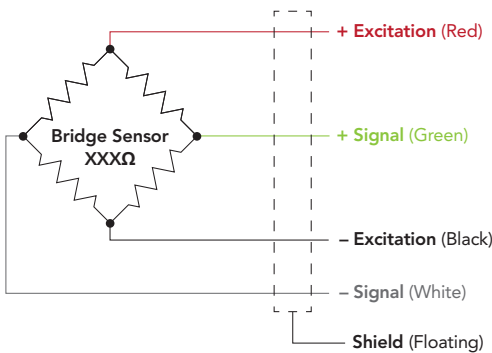 + Excitation (Red)
Bridge Sensor
XXXΩ
+ Signal (Green)
– Excitation (Black)
– Signal (White)
Shield (Floating)